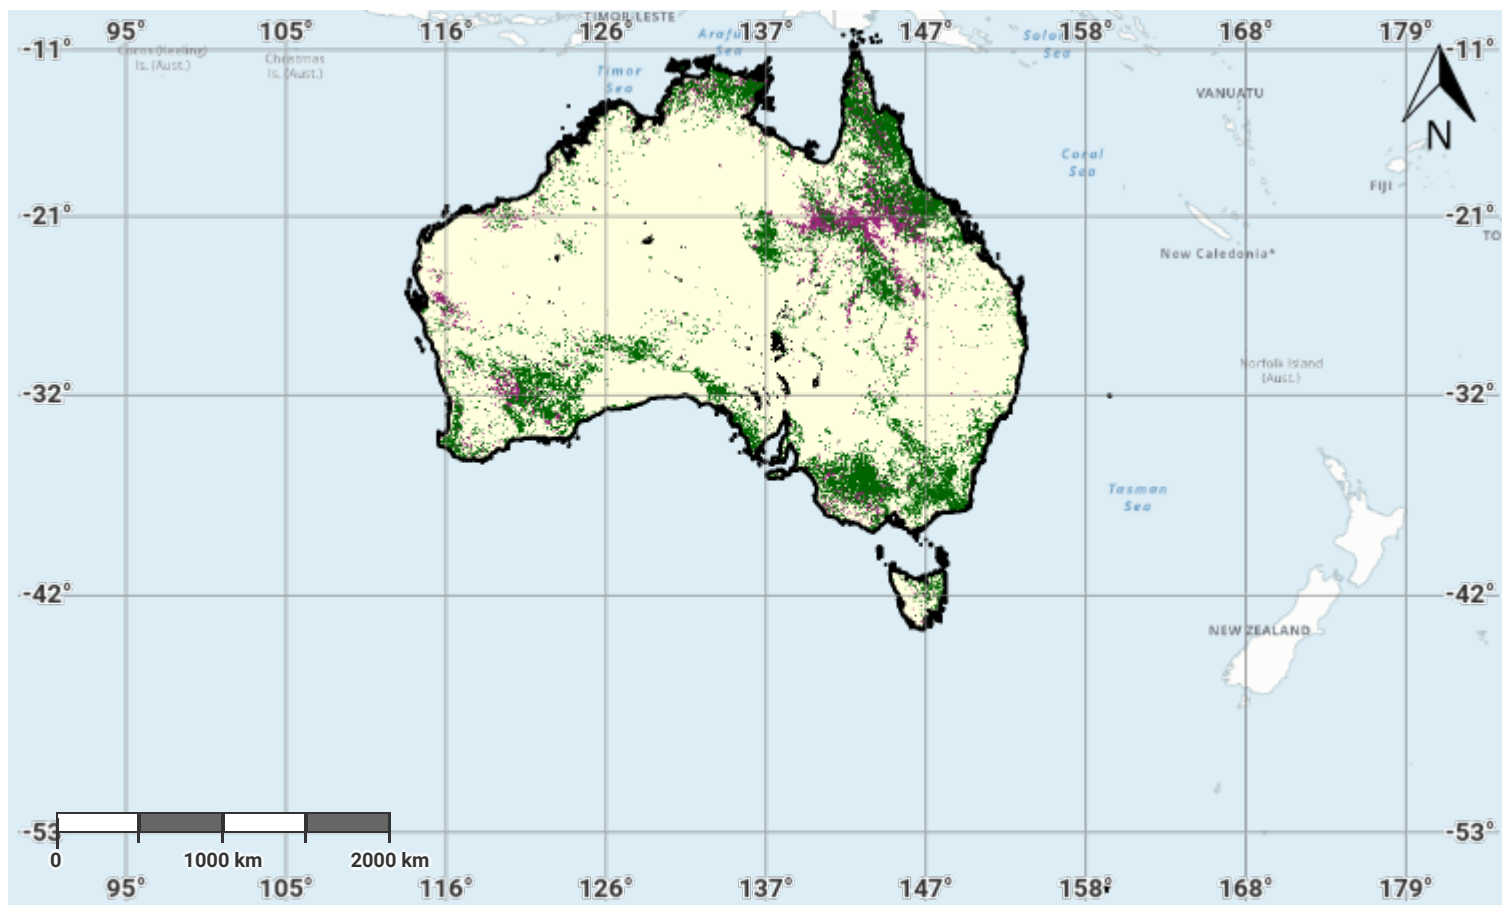 TIMOR-LESTE
95° 105° 116° 126° 137° 147° 158° 168° 179°
-11° -11°
Cocos (Keeling)
Is. (Aust.)
Christmas
Is. (Aust.)
Timor
Sea
Sea
Sea
VANUATU
N
Coral
Sea
FIJI
-21° -21°
TO
New Caledonia*
Norfolk Island
(Aust.)
-32° -32°
Tasman
Sea
-42° -42°
NEW ZEALAND
-53 -53°
0 1000 km 2000 km
95° 105° 116° 126° 137° 147° 158° 168° 179°